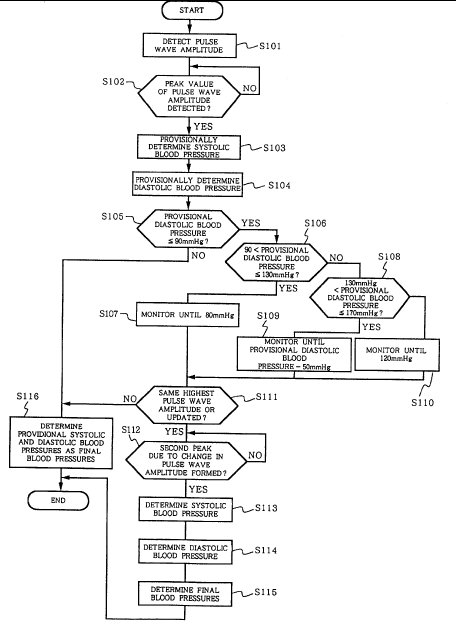 START
DETECT PULSE
WAVE AMPLITUDE
S101
S102
PEAK VALUE
OF PULSE WAVE
AMPLITUDE
DETECTED?
NO
YES
PROVISIONALLY
DETERMINE SYSTOLIC
BLOOD PRESSURE
S103
PROVISIONALLY DETERMINE
DIASTOLIC BLOOD PRESSURE
S104
S105
PROVISIONAL
DIASTOLIC BLOOD
PRESSURE
≤ 90mmHg?
YES
NO
S106
90 < PROVISIONAL
DIASTOLIC BLOOD
PRESSURE
≤ 130mmHg?
NO
YES
S108
130mmHg
< PROVISIONAL
DIASTOLIC BLOOD
PRESSURE
≤ 170mmHg?
YES
S107
MONITOR UNTIL 80mmHg
S109
MONITOR UNTIL
PROVISIONAL DIASTOLIC
BLOOD
PRESSURE - 50mmHg
MONITOR UNTIL
120mmHg
S110
NO
SAME HIGHEST
PULSE WAVE
AMPLITUDE OR
UPDATED?
S111
YES
S112
SECOND PEAK
DUE TO CHANGE IN
PULSE WAVE
AMPLITUDE FORMED?
NO
YES
S116
DETERMINE
PROVIDIONAL SYSTOLIC
AND DIASTOLIC BLOOD
PRESSURES AS FINAL
BLOOD PRESSURES
END
DETERMINE SYSTOLIC
BLOOD PRESSURE
S113
DETERMINE DIASTOLIC
BLOOD PRESSURE
S114
DETERMINE FINAL
BLOOD PRESSURES
S115